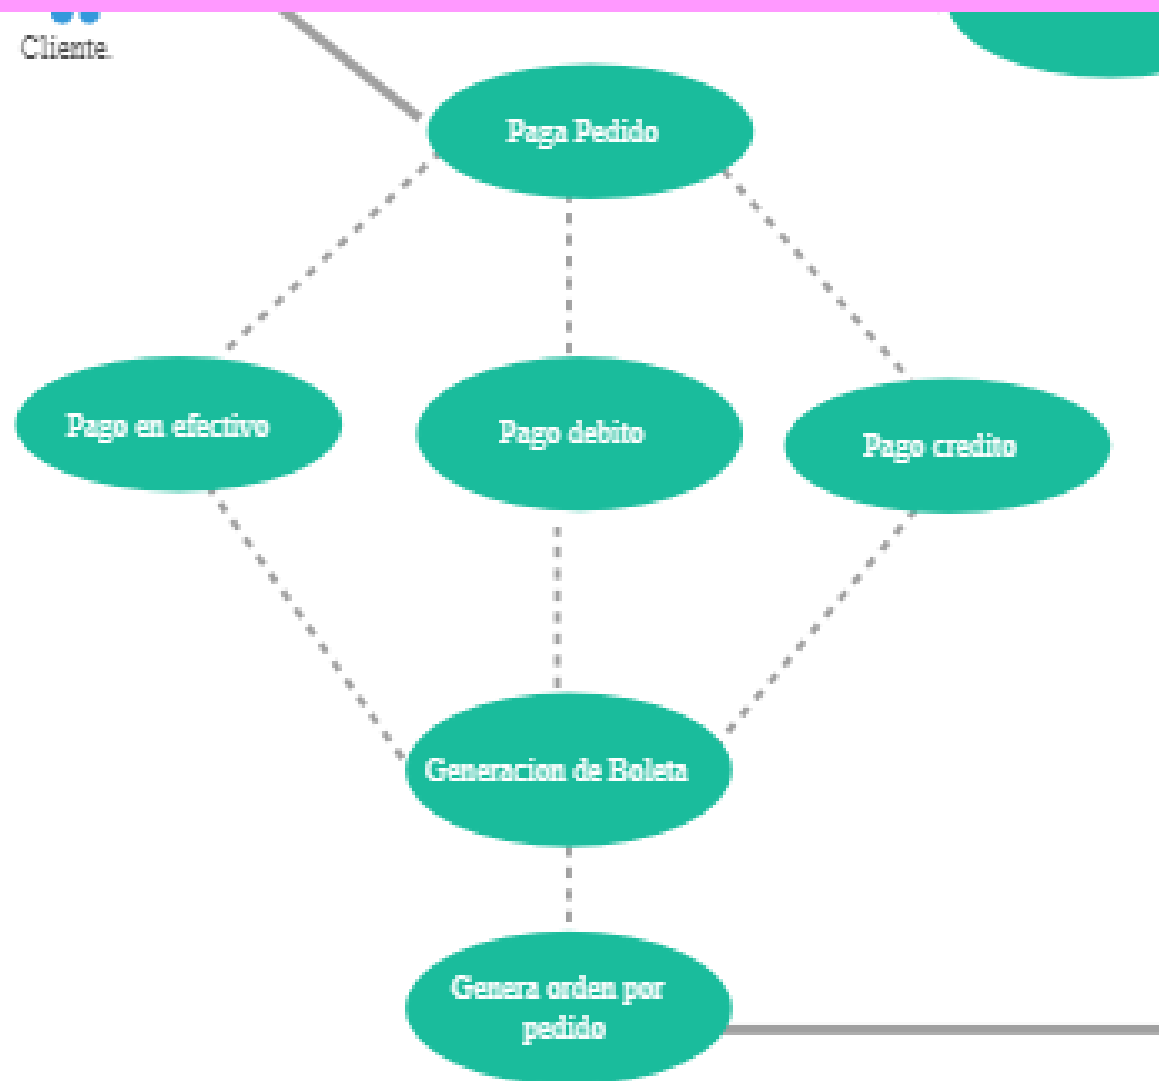 Cliente.
Paga Pedido
Pago en efectivo
Pago debito
Pago credito
Generacion de Boleta
Genera orden por
pedido